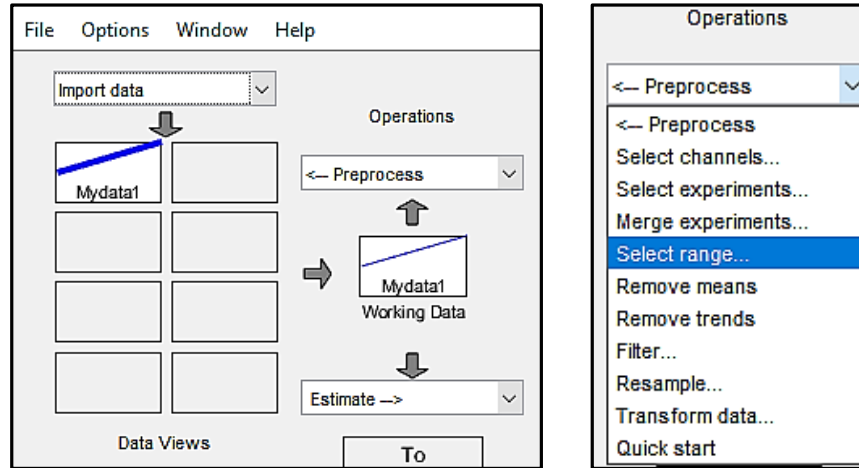 File Options Window Help
Import data
Operations
<-- Preprocess
Mydata1
Mydata1
Working Data
Estimate -->
Data Views
To
Operations
<-- Preprocess
<-- Preprocess
Select channels...
Select experiments...
Merge experiments...
Select range...
Remove means
Remove trends
Filter...
Resample...
Transform data...
Quick start